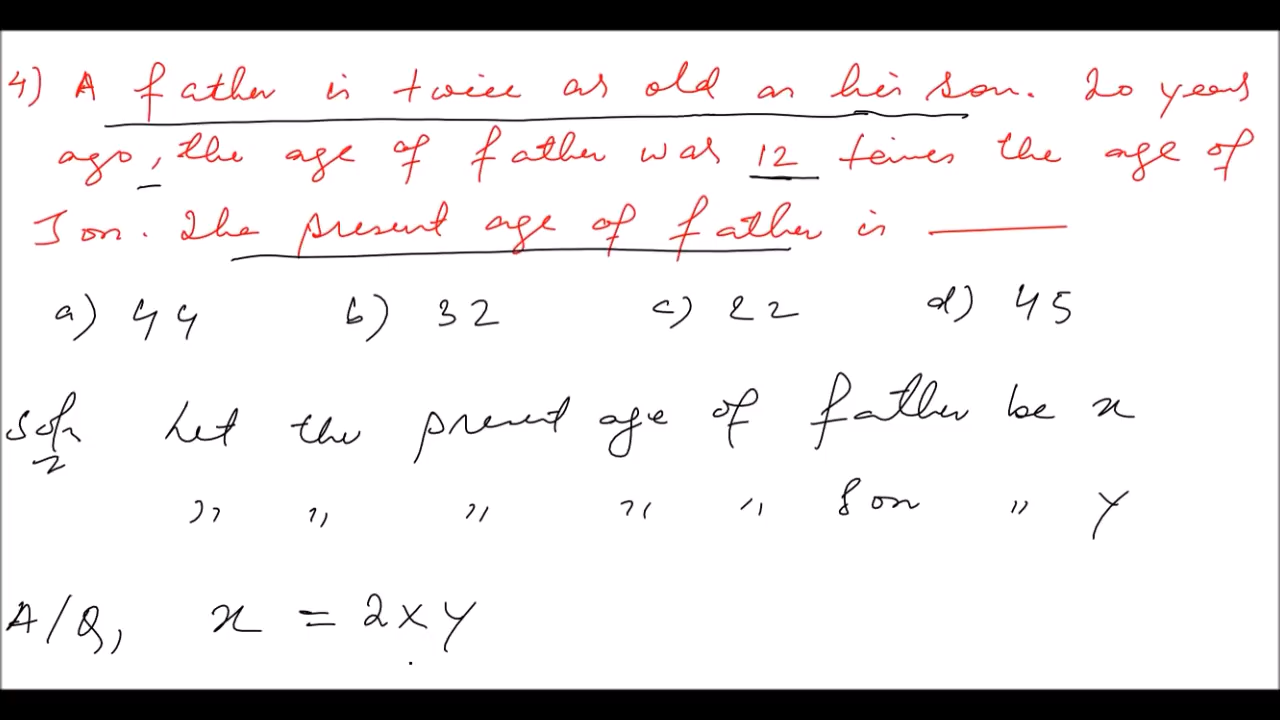 4) A father is twice as old as his son. 20 years
ago, the age of father was 12 times the age of
Son. The present age of father is ______
a) 44 b) 32 c) 22 d) 45
Soln Let the present age of father be x
" " " " " Son " y
A/Q, x = 2 × y